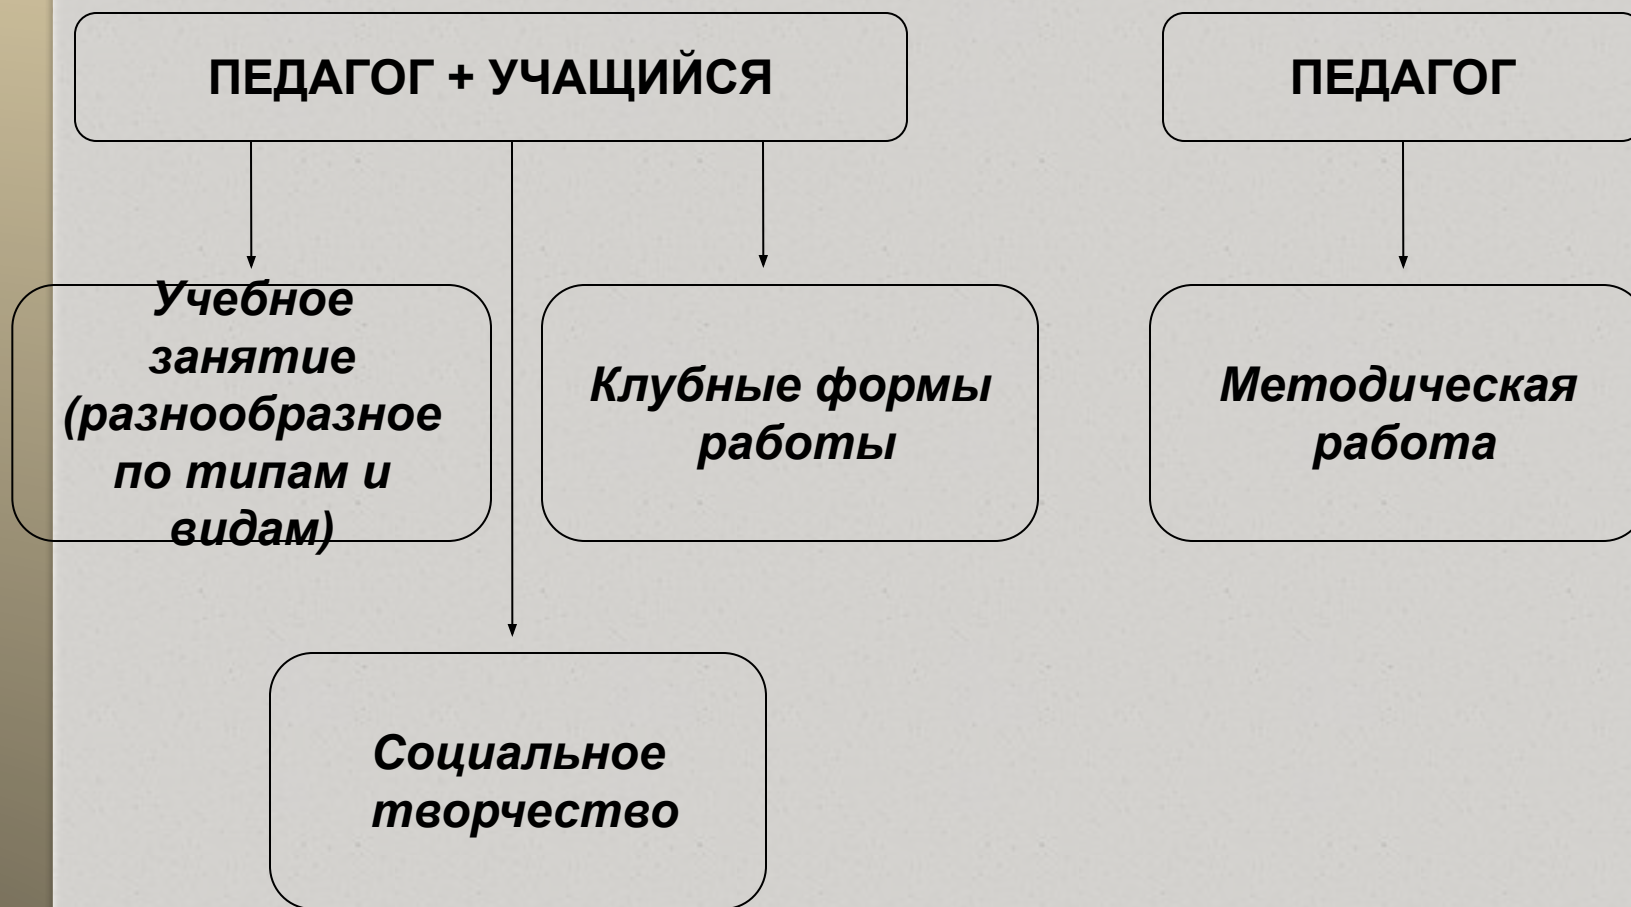 ПЕДАГОГ + УЧАЩИЙСЯ
ПЕДАГОГ
Учебное
занятие
(разнообразное
по типам и
видам)
Клубные формы
работы
Методическая
работа
Социальное
творчество